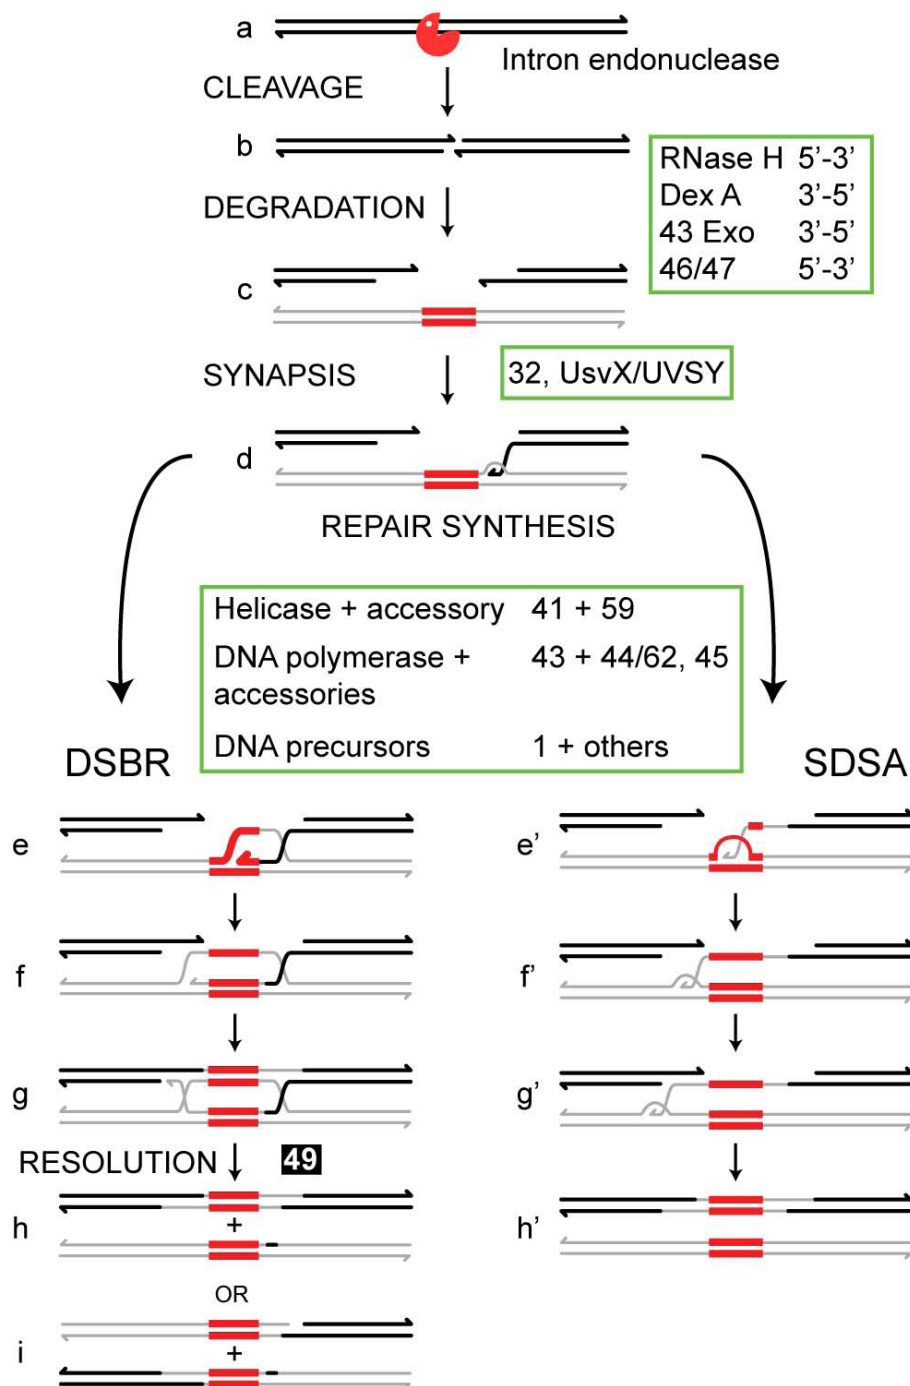 a
Intron endonuclease
CLEAVAGE
b
RNase H 5’-3’
Dex A 3’-5’
43 Exo 3’-5’
46/47 5’-3’
DEGRADATION
c
SYNAPSIS
32, UsvX/UVSY
d
REPAIR SYNTHESIS
Helicase + accessory 41 + 59
DNA polymerase + 43 + 44/62, 45
accessories
DNA precursors 1 + others
DSBR
SDSA
e
e’
f
f’
g
g’
RESOLUTION 49
h
+
h’
OR
i
+